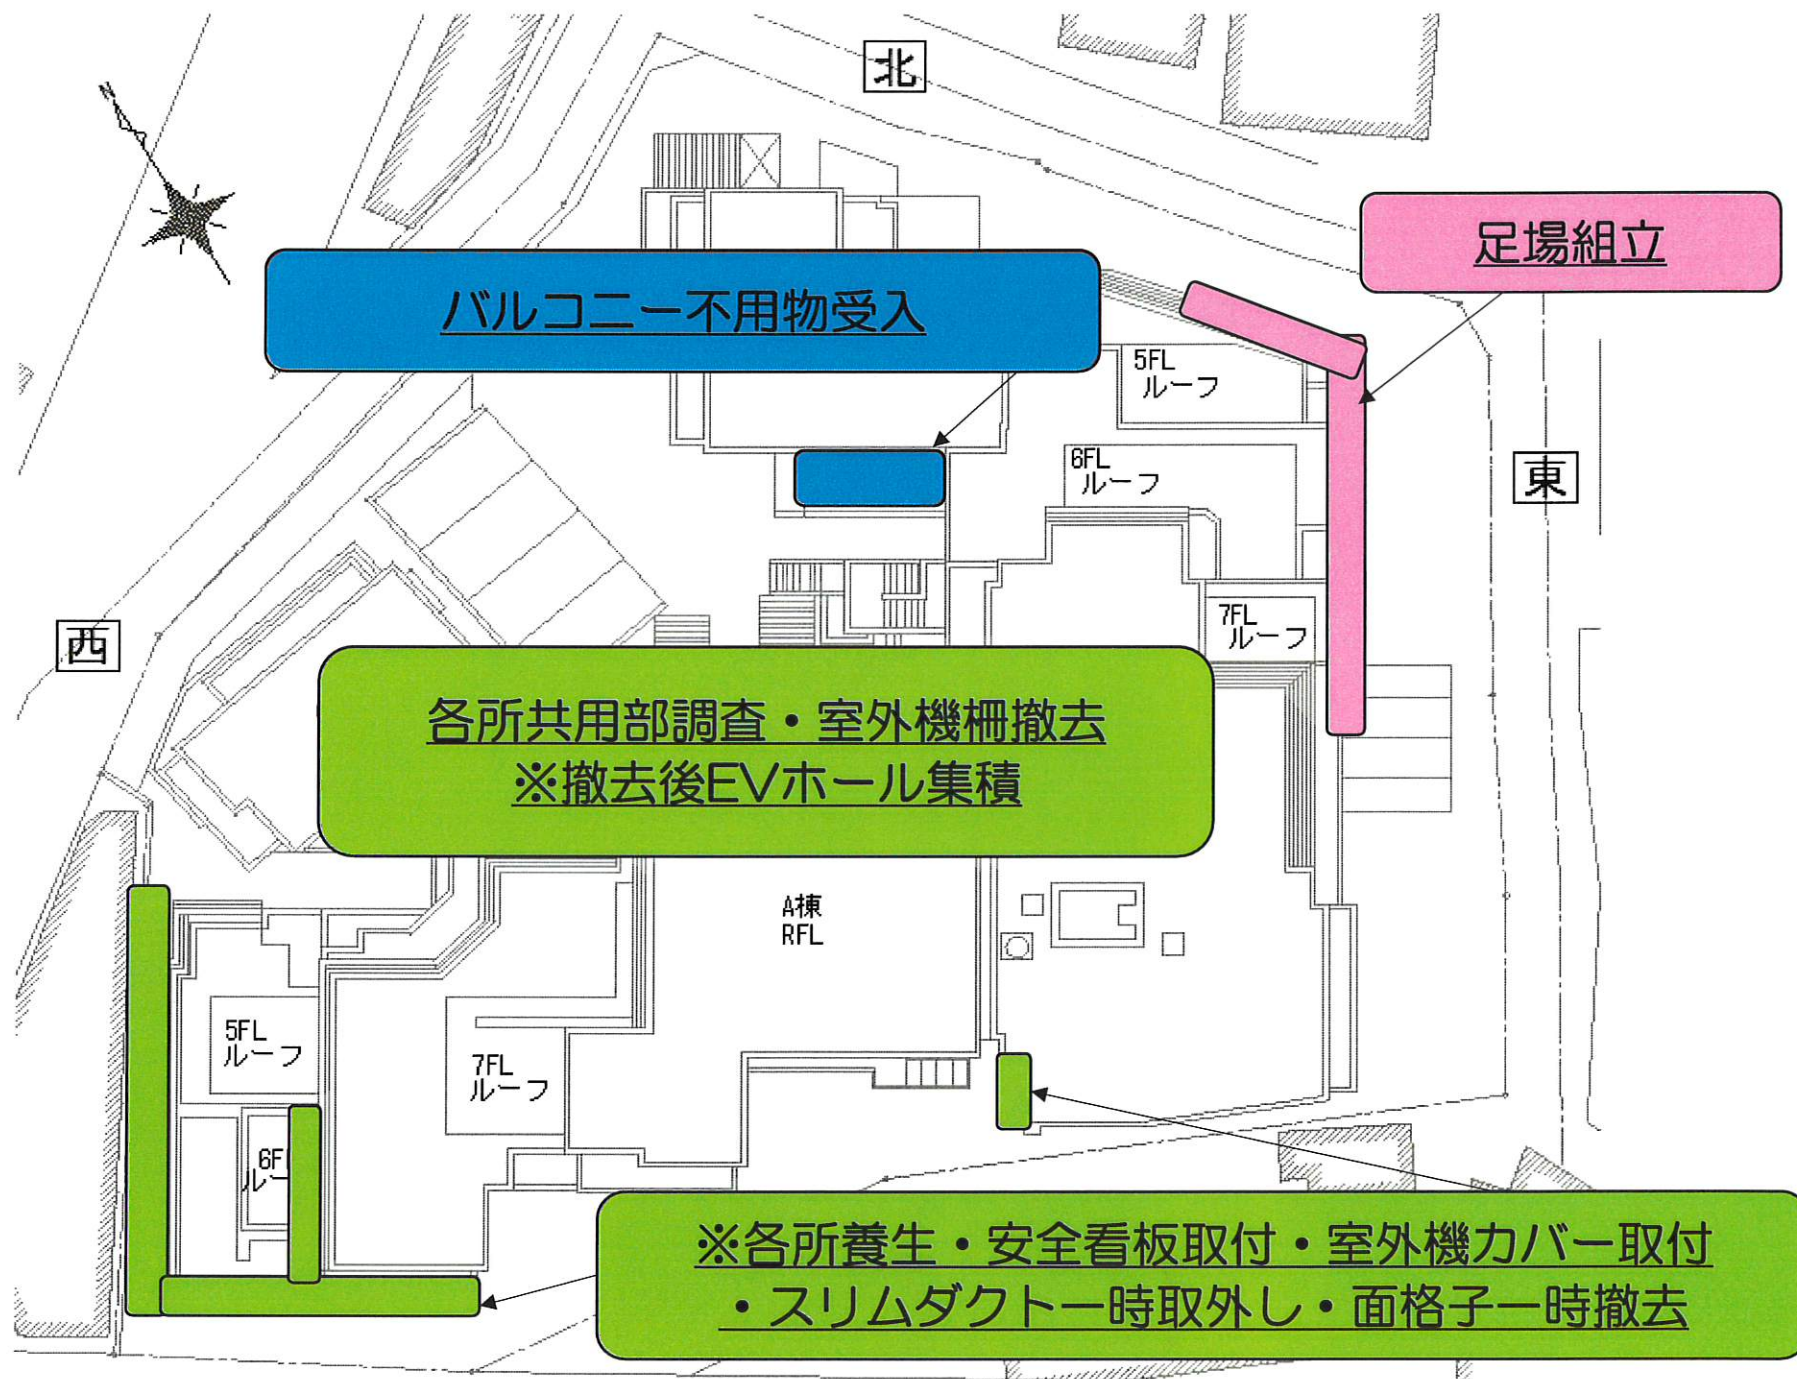 北
N
足場組立
バルコニー不用物受入
5FL
ルーフ
6FL
ルーフ
東
7FL
ルーフ
西
各所共用部調査・室外機柵撤去
※撤去後EVホール集積
A棟
RFL
5FL
ルーフ
7FL
ルーフ
6F
ルー
※各所養生・安全看板取付・室外機カバー取付
・スリムダクト一時取外し・面格子一時撤去